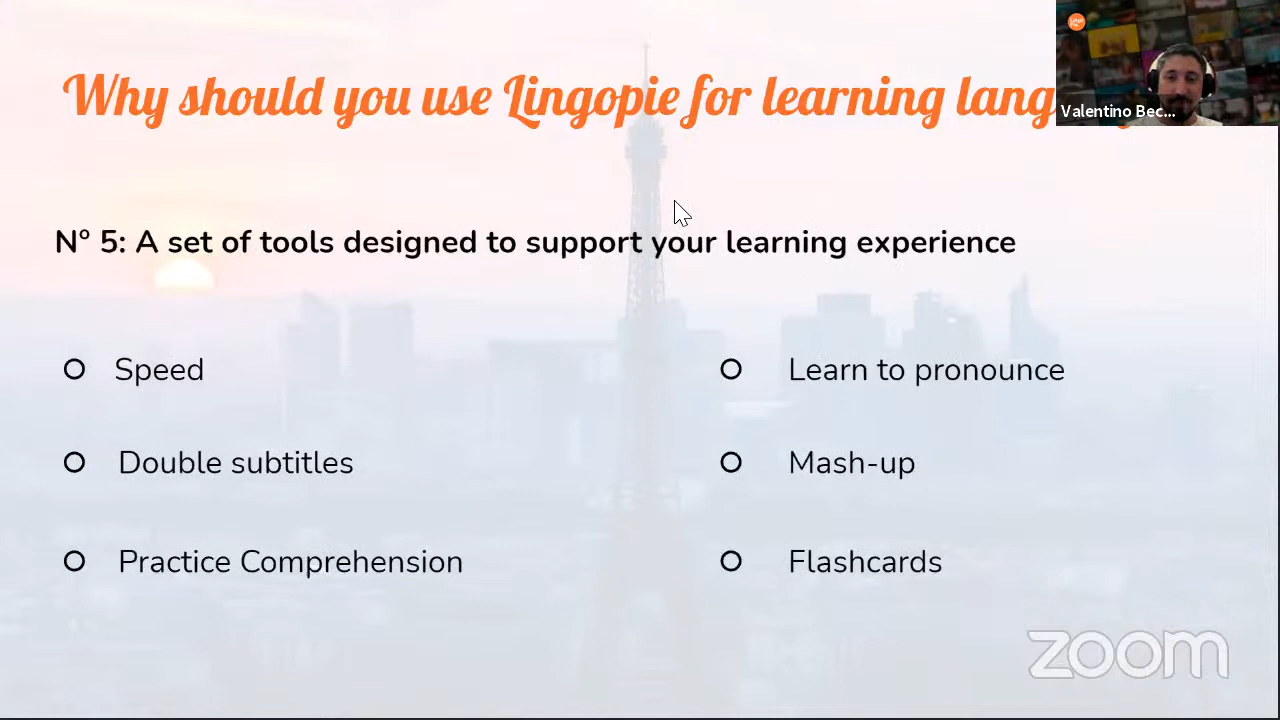 Why should you use Lingopie for learning lang
Valentino Bec...
Nº 5: A set of tools designed to support your learning experience
Speed
Double subtitles
Practice Comprehension
Learn to pronounce
Mash-up
Flashcards
zoom